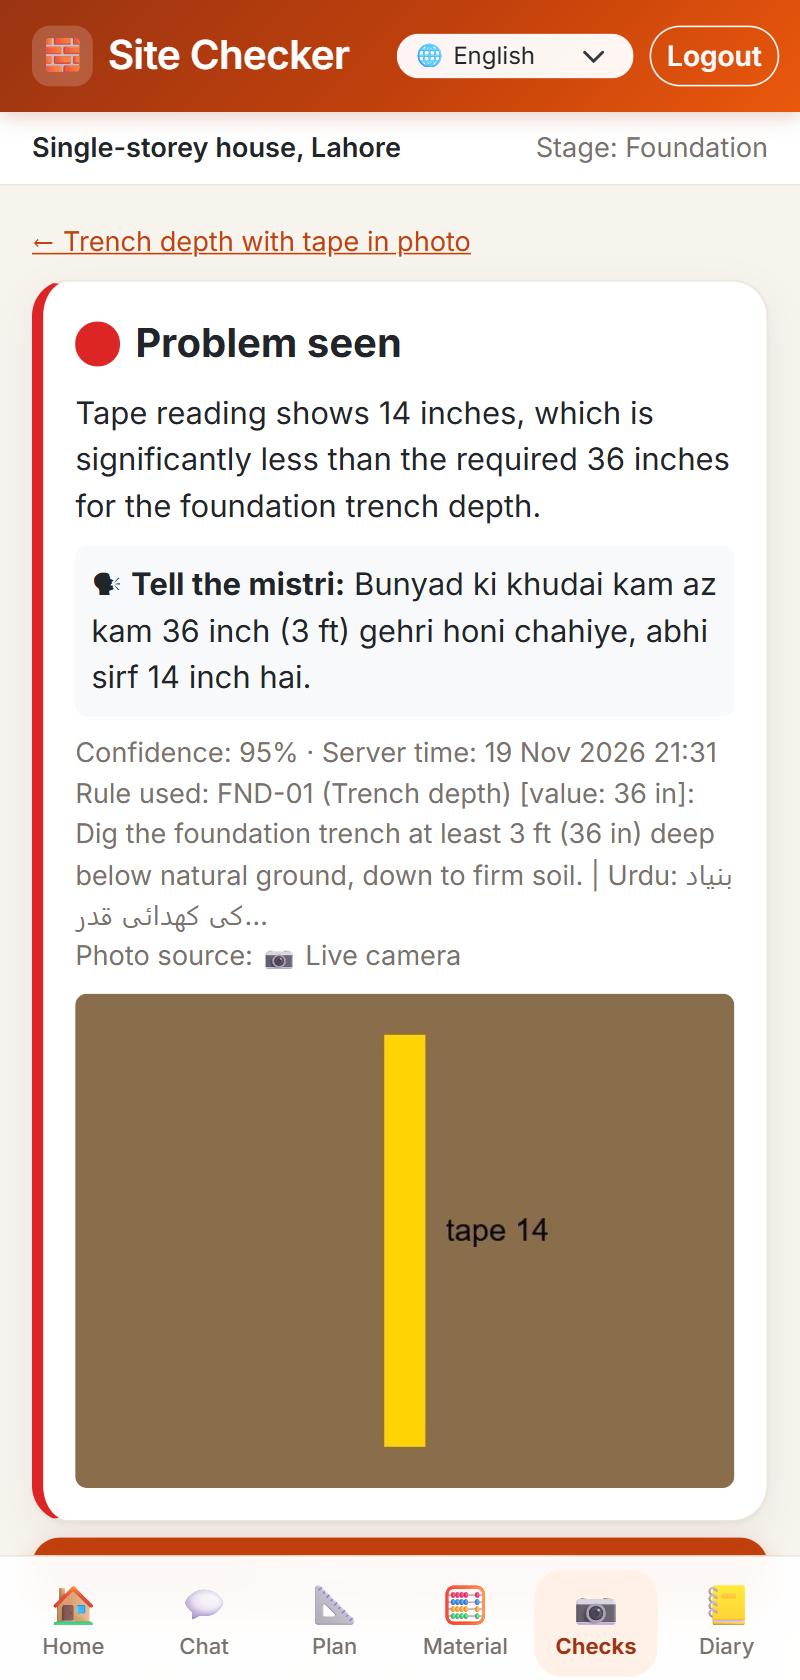 Site Checker
English
Logout
Single-storey house, Lahore
Stage: Foundation
← Trench depth with tape in photo
Problem seen
Tape reading shows 14 inches, which is
significantly less than the required 36 inches
for the foundation trench depth.
Tell the mistri: Bunyad ki khudai kam az
kam 36 inch (3 ft) gehri honi chahiye, abhi
sirf 14 inch hai.
Confidence: 95% · Server time: 19 Nov 2026 21:31
Rule used: FND-01 (Trench depth) [value: 36 in]:
Dig the foundation trench at least 3 ft (36 in) deep
below natural ground, down to firm soil. | Urdu: بنیاد
کی کھدائی قدر...
Photo source: Live camera
tape 14
Home
Chat
Plan
Material
Checks
Diary